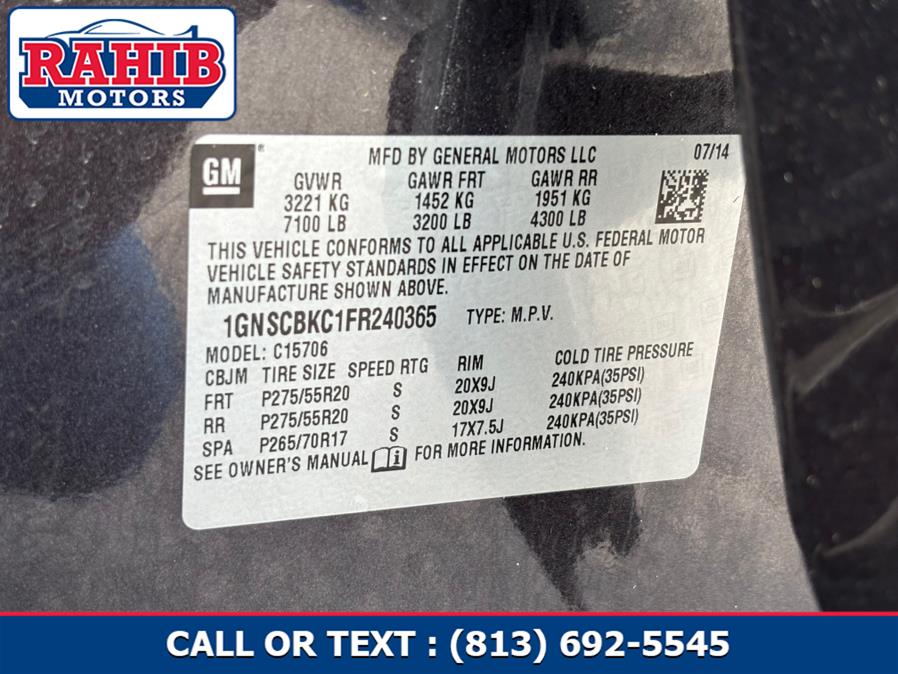 RAHIB
MOTORS
GM
MFD BY GENERAL MOTORS LLC 07/14
GVWR GAWR FRT GAWR RR
3221 KG 1452 KG 1951 KG
7100 LB 3200 LB 4300 LB
THIS VEHICLE CONFORMS TO ALL APPLICABLE U.S. FEDERAL MOTOR
VEHICLE SAFETY STANDARDS IN EFFECT ON THE DATE OF
MANUFACTURE SHOWN ABOVE.
1GNSCBKC1FR240365 TYPE: M.P.V.
MODEL: C15706
CBJM TIRE SIZE SPEED RTG RIM COLD TIRE PRESSURE
FRT P275/55R20 S 20X9J 240KPA(35PSI)
RR P275/55R20 S 20X9J 240KPA(35PSI)
SPA P265/70R17 S 17X7.5J 240KPA(35PSI)
SEE OWNER'S MANUAL i FOR MORE INFORMATION.
CALL OR TEXT : (813) 692-5545